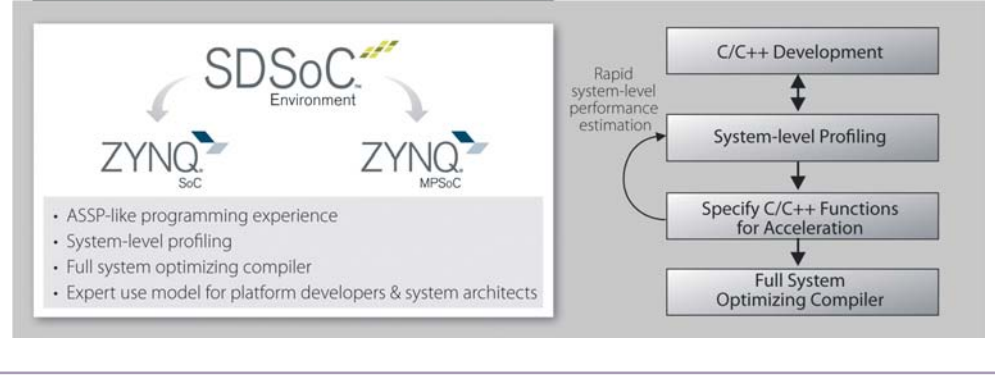 SDSoC™
Environment
ZYNQ®
SoC
ZYNQ®
MPSoC
• ASSP-like programming experience
• System-level profiling
• Full system optimizing compiler
• Expert use model for platform developers & system architects
Rapid
system-level
performance
estimation
C/C++ Development
System-level Profiling
Specify C/C++ Functions
for Acceleration
Full System
Optimizing Compiler